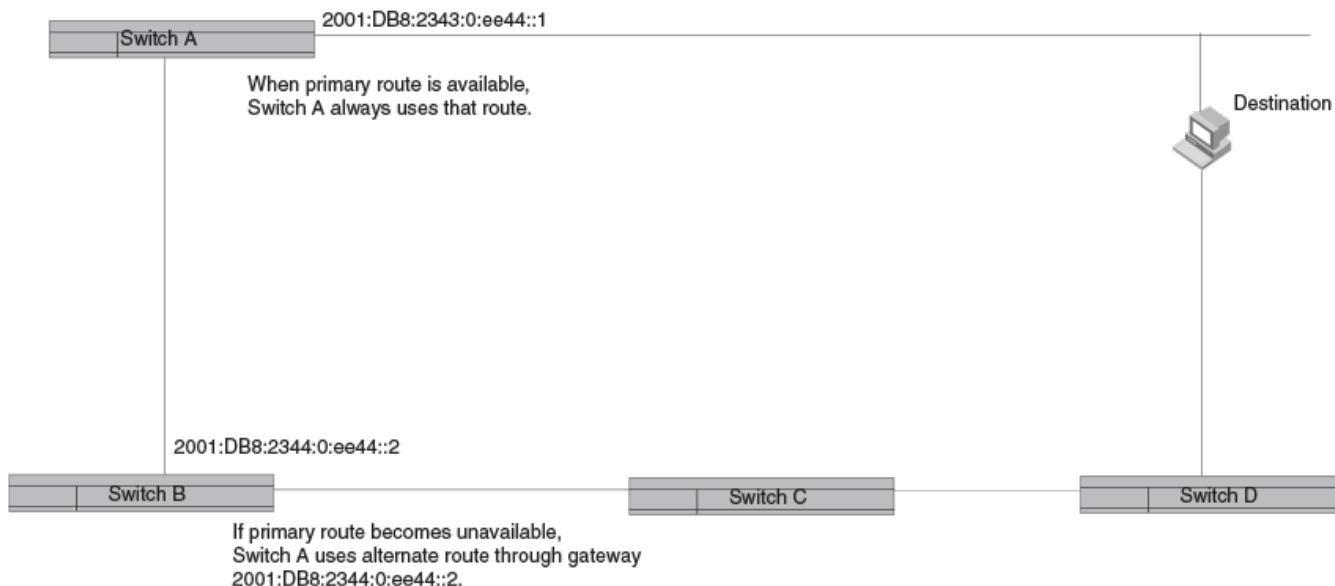 2001:DB8:2343:0:ee44::1
Switch A
When primary route is available,
Switch A always uses that route.
Destination
2001:DB8:2344:0:ee44::2
Switch B
Switch C
Switch D
If primary route becomes unavailable,
Switch A uses alternate route through gateway
2001:DB8:2344:0:ee44::2.